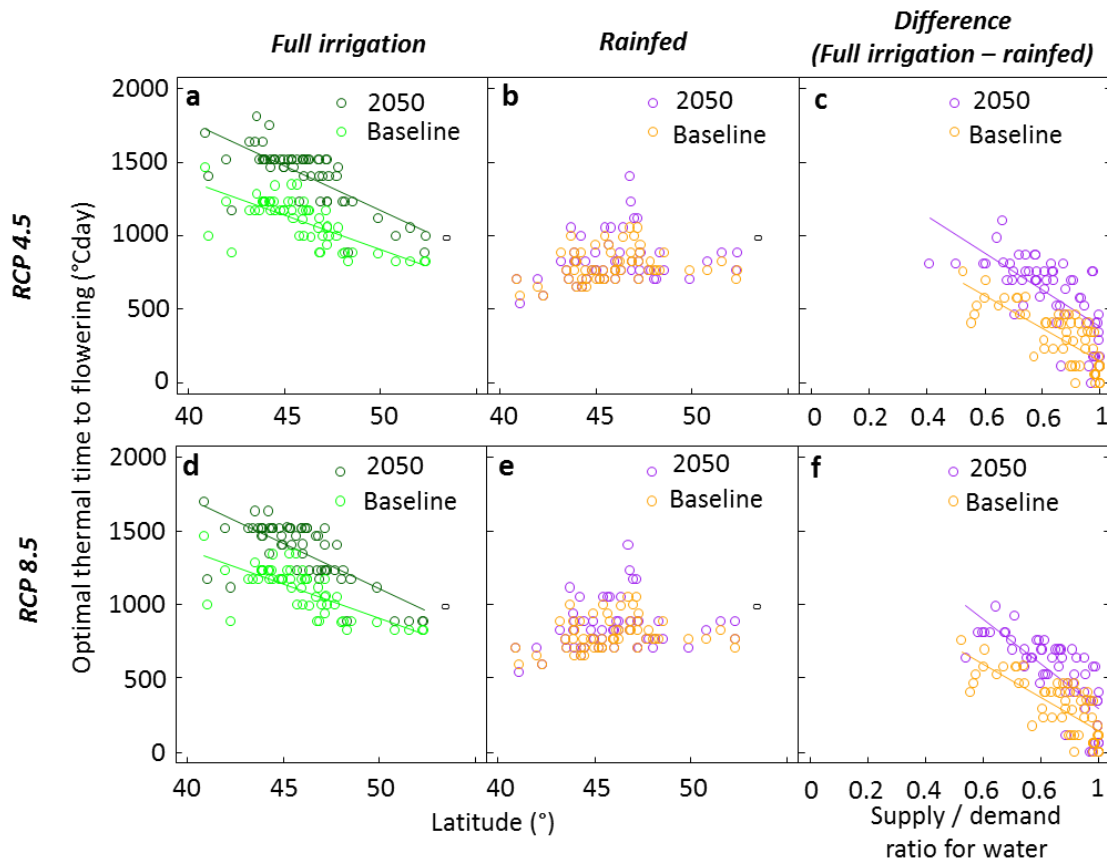 Full irrigation
Rainfed
Difference
(Full irrigation – rainfed)
Optimal thermal time to flowering (°Cday)
RCP 4.5
2000
1500
1000
500
0
a
2050
Baseline
b
2050
Baseline
c
2050
Baseline
40 45 50
40 45 50
0 0.2 0.4 0.6 0.8 1
RCP 8.5
2000
1500
1000
500
0
d
2050
Baseline
e
2050
Baseline
f
2050
Baseline
40 45 50
40 45 50
0 0.2 0.4 0.6 0.8 1
Latitude (°)
Supply / demand
ratio for water